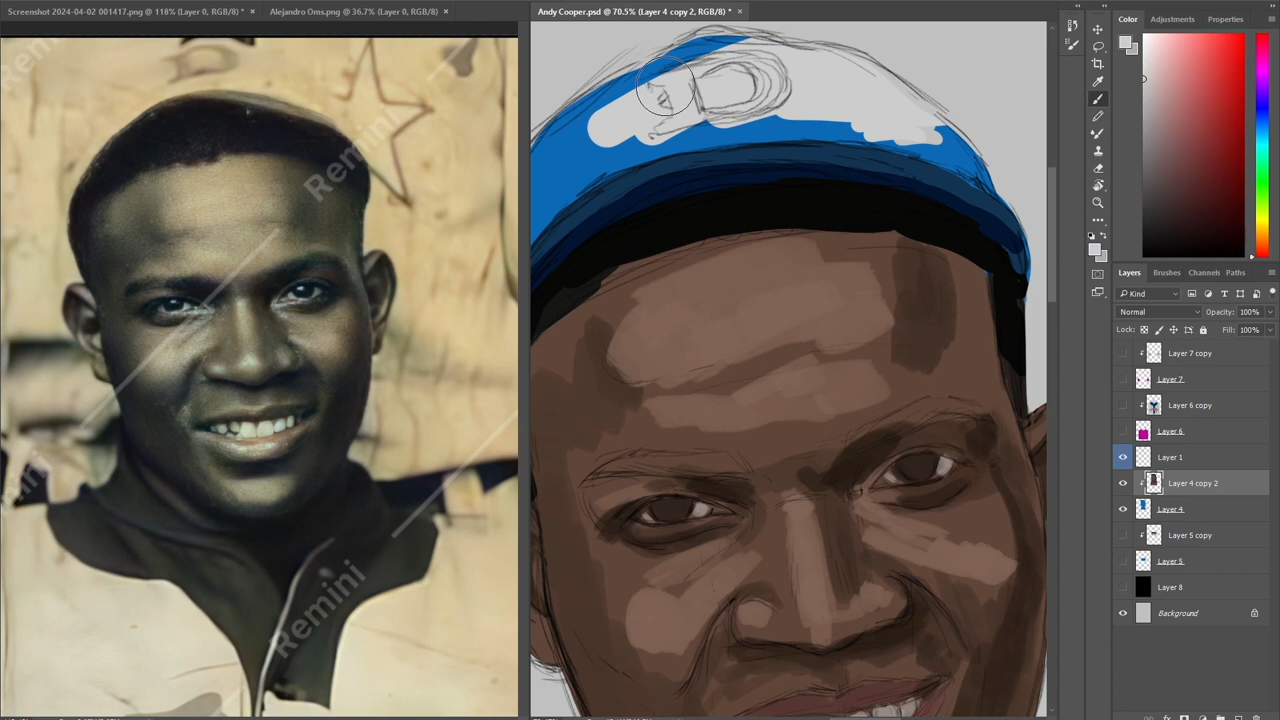 Screenshot 2024-04-02 001417.png @ 118% (Layer 0, RGB/8) * ×
Alejandro Oms.png @ 36.7% (Layer 0, RGB/8) ×
Andy Cooper.psd @ 70.5% (Layer 4 copy 2, RGB/8) * ×
Remini
Remini
Color
Adjustments
Properties
Layers
Brushes
Channels
Paths
Kind
Normal
Opacity: 100%
Lock:
Fill: 100%
Layer 7 copy
Layer 7
Layer 6 copy
Layer 6
Layer 1
Layer 4 copy 2
Layer 4
Layer 5 copy
Layer 5
Layer 8
Background